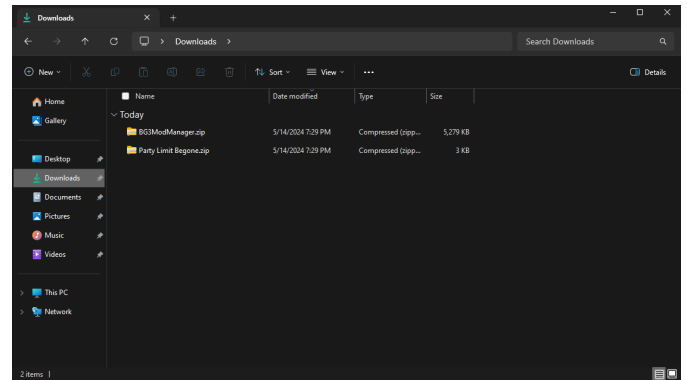 Downloads
Downloads
Search Downloads
New
Sort
View
Details
Home
Gallery
Desktop
Downloads
Documents
Pictures
Music
Videos
This PC
Network
Name Date modified Type Size
Today
BG3ModManager.zip 5/14/2024 7:29 PM Compressed (zipp... 5,279 KB
Party Limit Begone.zip 5/14/2024 7:29 PM Compressed (zipp... 3 KB
2 items